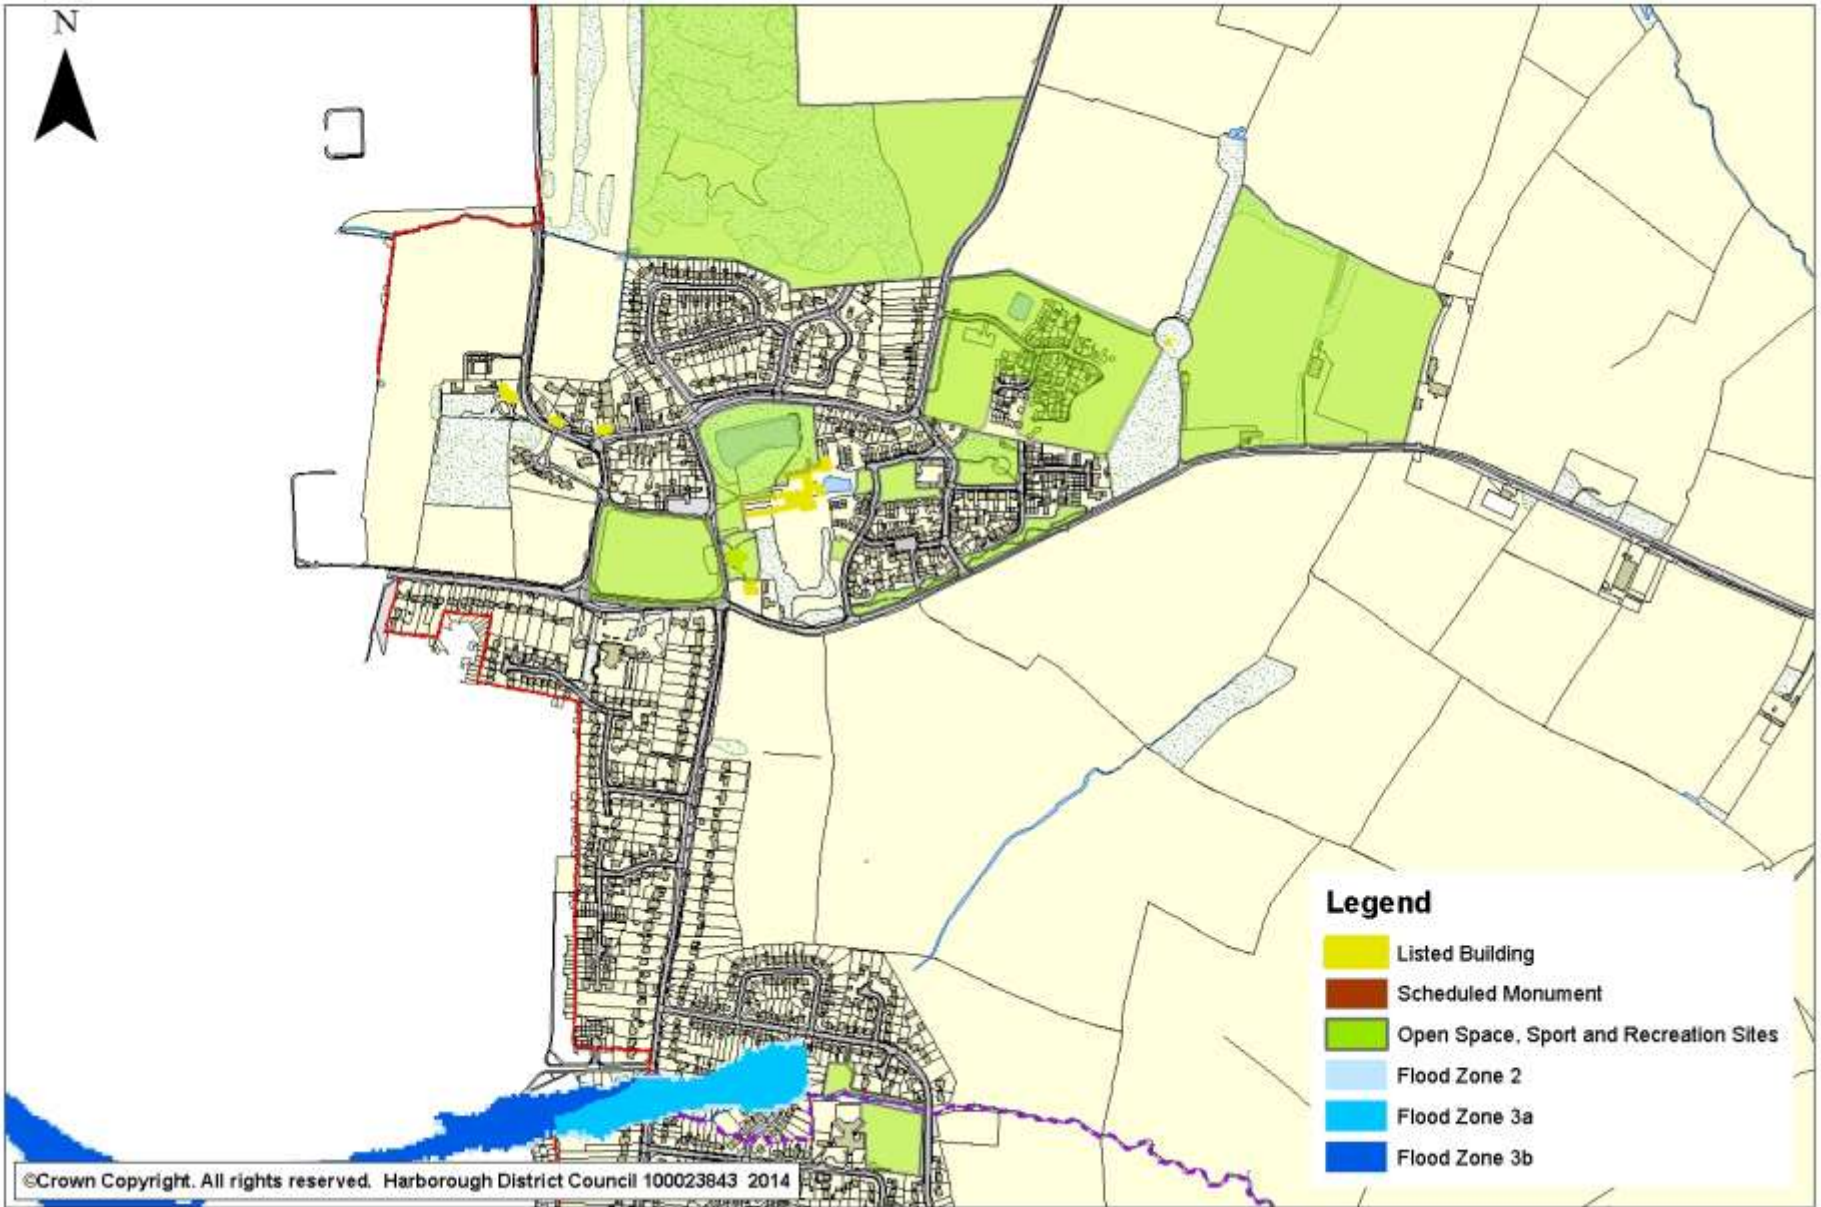 N
Legend
Listed Building
Scheduled Monument
Open Space, Sport and Recreation Sites
Flood Zone 2
Flood Zone 3a
Flood Zone 3b
©Crown Copyright. All rights reserved. Harborough District Council 100023843 2014